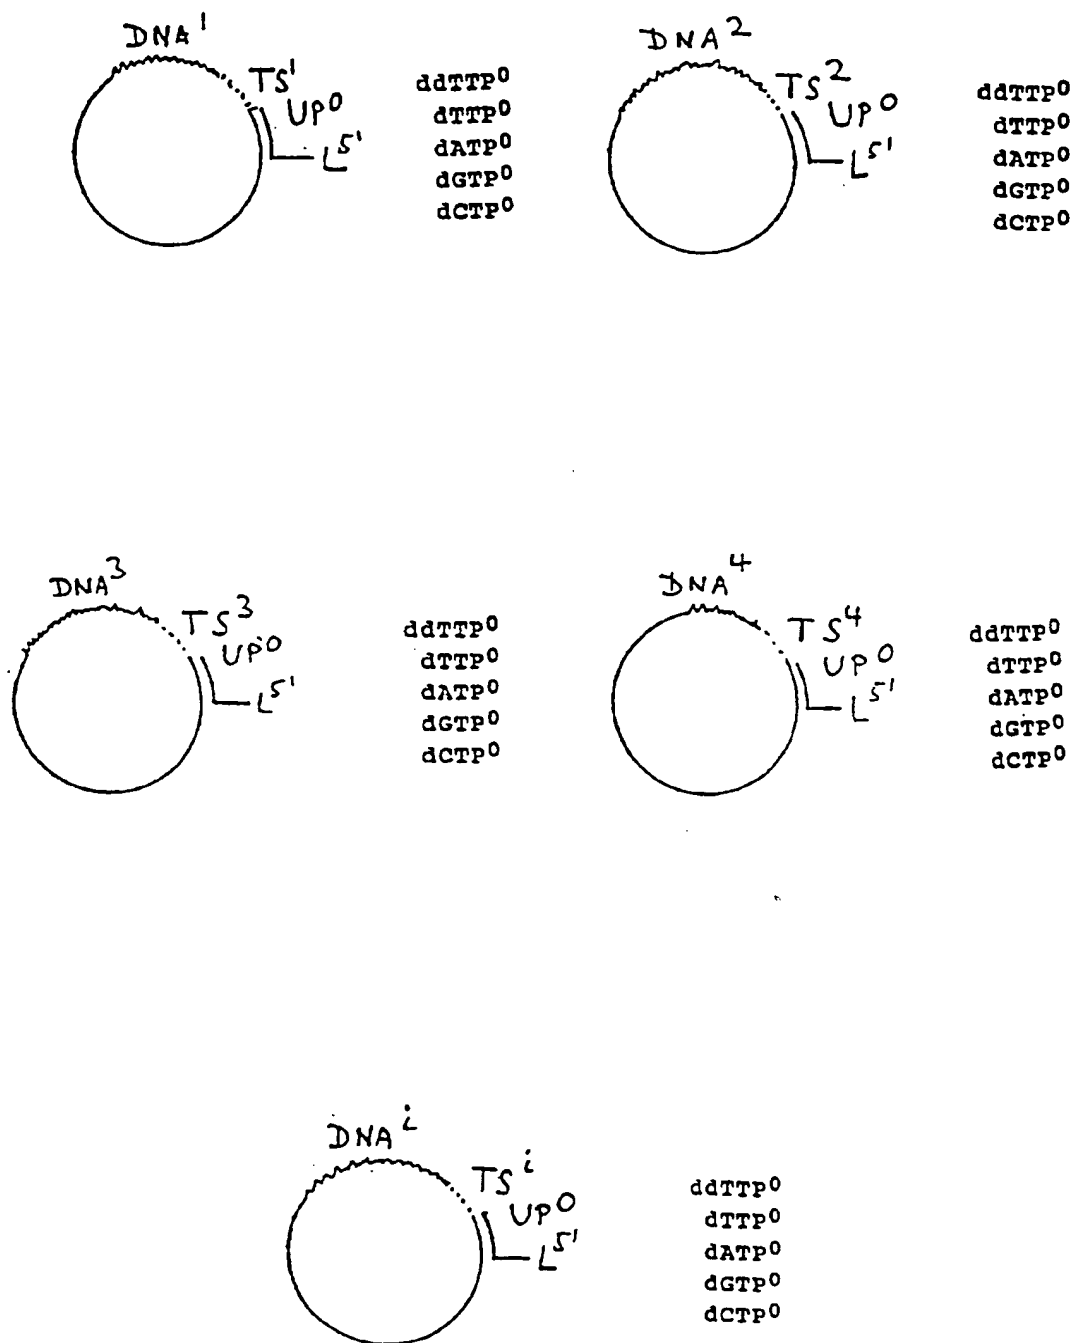 DNA¹
TS¹
UP⁰
L⁵'
ddTTP⁰
dTTP⁰
dATP⁰
dGTP⁰
dCTP⁰
DNA²
TS²
UP⁰
L⁵'
ddTTP⁰
dTTP⁰
dATP⁰
dGTP⁰
dCTP⁰
DNA³
TS³
UP⁰
L⁵'
ddTTP⁰
dTTP⁰
dATP⁰
dGTP⁰
dCTP⁰
DNA⁴
TS⁴
UP⁰
L⁵'
ddTTP⁰
dTTP⁰
dATP⁰
dGTP⁰
dCTP⁰
DNAⁱ
TSⁱ
UP⁰
L⁵'
ddTTP⁰
dTTP⁰
dATP⁰
dGTP⁰
dCTP⁰